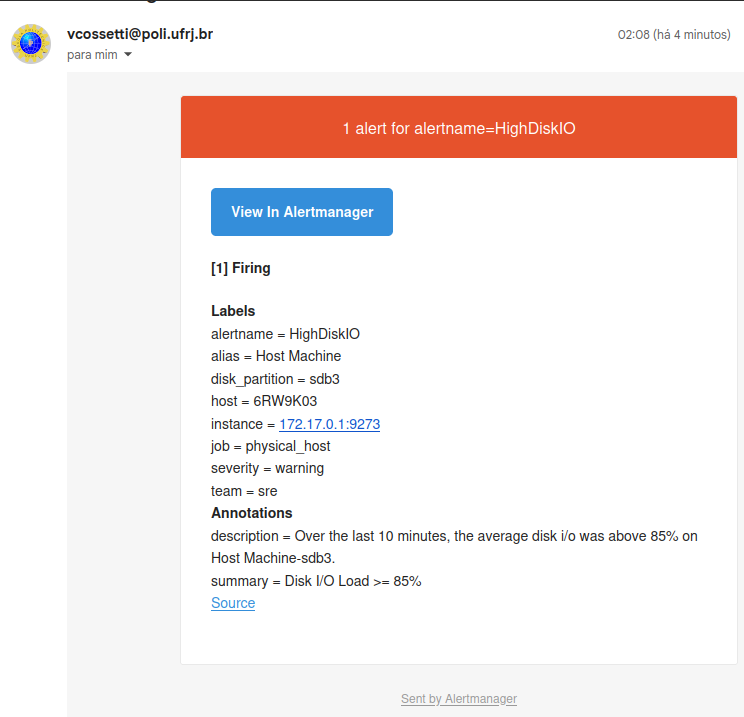 vcossetti@poli.ufrj.br
02:08 (há 4 minutos)
para mim
1 alert for alertname=HighDiskIO
View In Alertmanager
[1] Firing
Labels
alertname = HighDiskIO
alias = Host Machine
disk_partition = sdb3
host = 6RW9K03
instance = 172.17.0.1:9273
job = physical_host
severity = warning
team = sre
Annotations
description = Over the last 10 minutes, the average disk i/o was above 85% on
Host Machine-sdb3.
summary = Disk I/O Load >= 85%
Source
Sent by Alertmanager